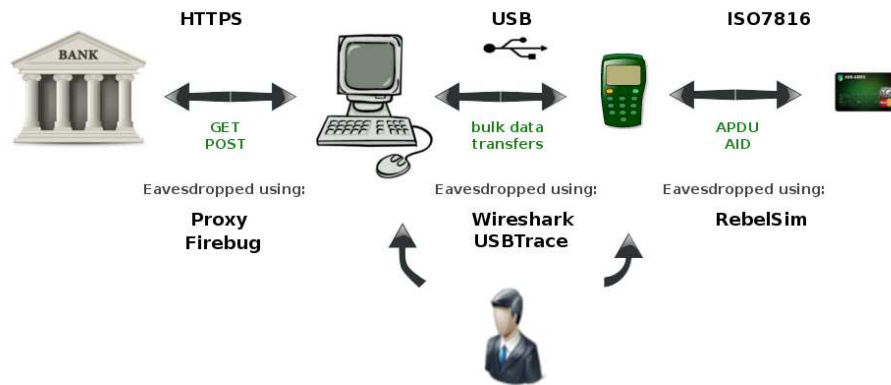 HTTPS
USB
ISO7816
BANK
GET
POST
bulk data
transfers
APDU
AID
Eavesdropped using:
Eavesdropped using:
Eavesdropped using:
Proxy
Firebug
Wireshark
USBTrace
RebelSim